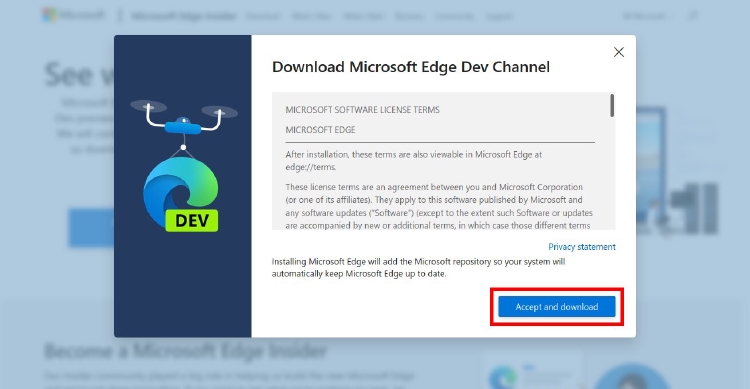 Microsoft
Microsoft Edge Insider
See w
Download Microsoft Edge Dev Channel
MICROSOFT SOFTWARE LICENSE TERMS
MICROSOFT EDGE
After installation, these terms are also viewable in Microsoft Edge at
edge://terms.
These license terms are an agreement between you and Microsoft Corporation
(or one of its affiliates). They apply to this software published by Microsoft and
any software updates ("Software") (except to the extent such Software or updates
are accompanied by new or additional terms, in which case those different terms
DEV
Privacy statement
Installing Microsoft Edge will add the Microsoft repository so your system will
automatically keep Microsoft Edge up to date.
Accept and download
Become a Microsoft Edge Insider